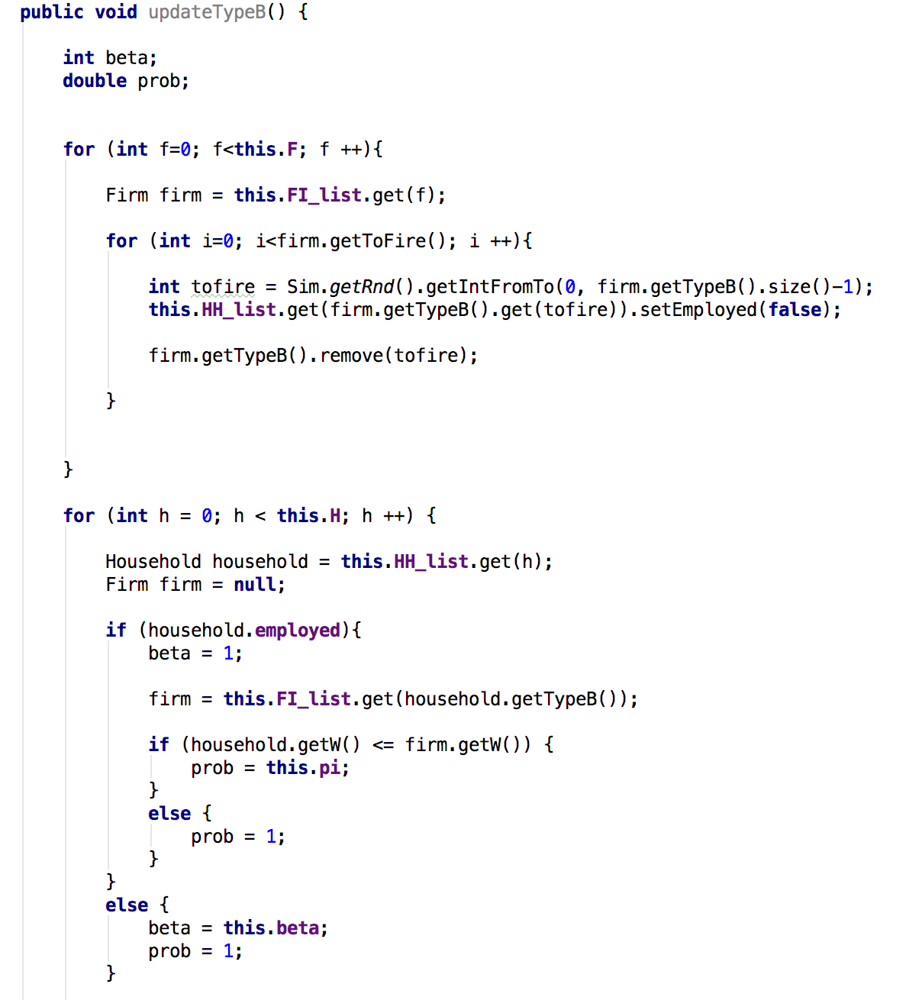 public void updateTypeB() {
int beta;
double prob;
for (int f=0; f<this.F; f ++){
Firm firm = this.FI_list.get(f);
for (int i=0; i<firm.getToFire(); i ++){
int tofire = Sim.getRnd().getIntFromTo(0, firm.getTypeB().size()-1);
this.HH_list.get(firm.getTypeB().get(tofire)).setEmployed(false);
firm.getTypeB().remove(tofire);
}
}
for (int h = 0; h < this.H; h ++) {
Household household = this.HH_list.get(h);
Firm firm = null;
if (household.employed){
beta = 1;
firm = this.FI_list.get(household.getTypeB());
if (household.getW() <= firm.getW()) {
prob = this.pi;
}
else {
prob = 1;
}
}
else {
beta = this.beta;
prob = 1;
}